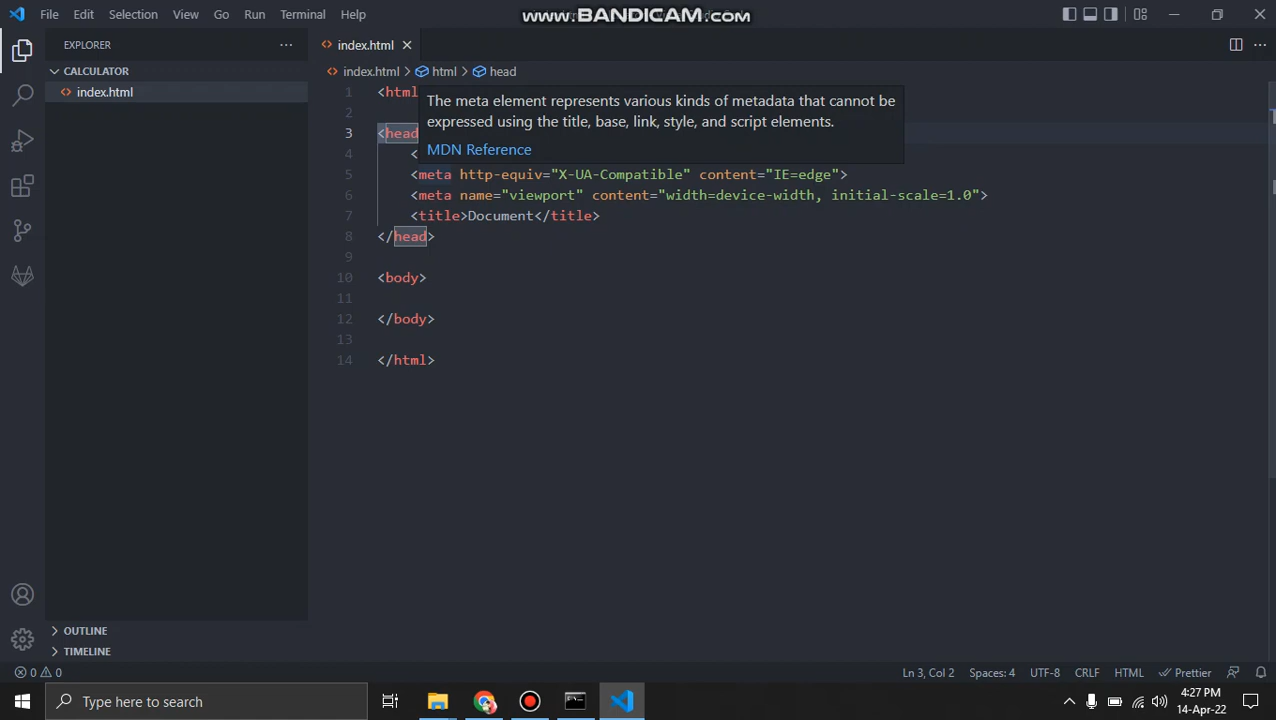 File Edit Selection View Go Run Terminal Help
www.BANDICAM.com
EXPLORER
CALCULATOR
index.html
OUTLINE
TIMELINE
index.html
index.html > html > head
1 <html
2
3 <head
4 <
5 <meta http-equiv="X-UA-Compatible" content="IE=edge">
6 <meta name="viewport" content="width=device-width, initial-scale=1.0">
7 <title>Document</title>
8 </head>
9
10 <body>
11
12 </body>
13
14 </html>
The meta element represents various kinds of metadata that cannot be
expressed using the title, base, link, style, and script elements.
MDN Reference
0 0
Ln 3, Col 2 Spaces: 4 UTF-8 CRLF HTML Prettier
Type here to search
4:27 PM
14-Apr-22